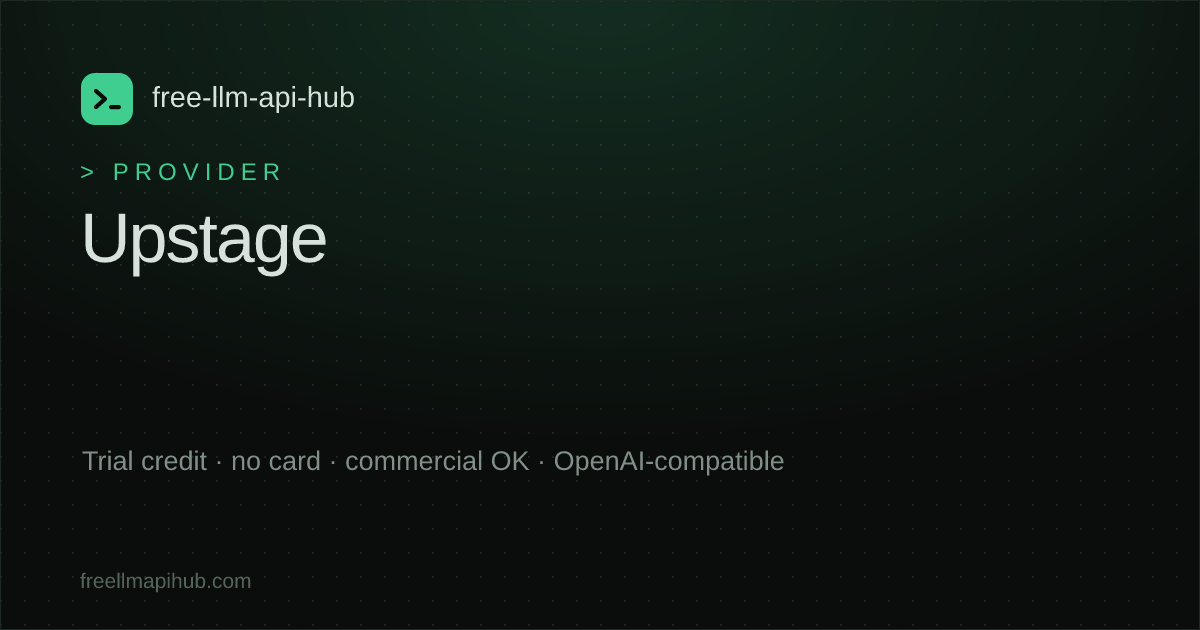 free-llm-api-hub
> PROVIDER
Upstage
Trial credit · no card · commercial OK · OpenAI-compatible
freellmapihub.com